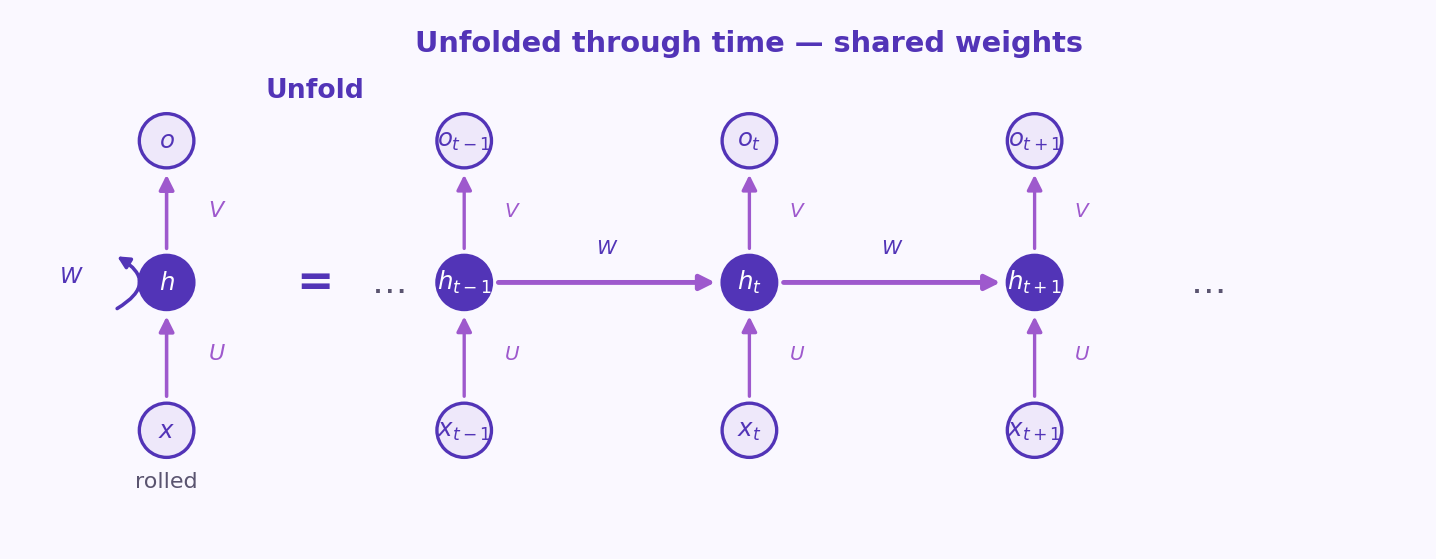 Unfolded through time — shared weights
Unfold
o o_{t−1} o_t o_{t+1}
V V V V
W W W
h = ... h_{t−1} h_t h_{t+1} ...
U U U U
x x_{t−1} x_t x_{t+1}
rolled